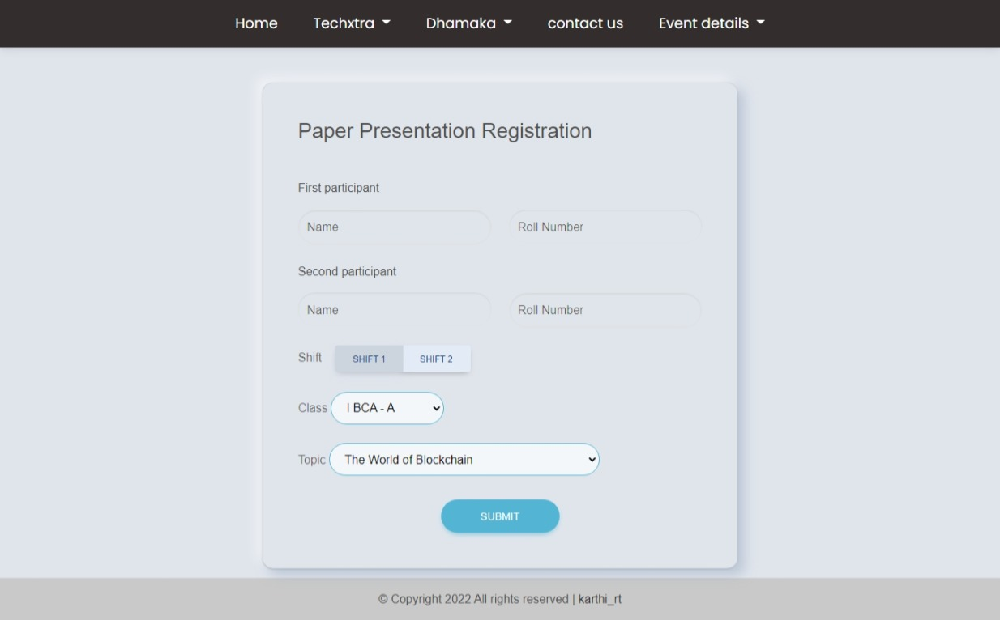 Home Techxtra Dhamaka contact us Event details
Paper Presentation Registration
First participant
Name Roll Number
Second participant
Name Roll Number
Shift SHIFT 1 SHIFT 2
Class I BCA - A
Topic The World of Blockchain
SUBMIT
© Copyright 2022 All rights reserved | karthi_rt